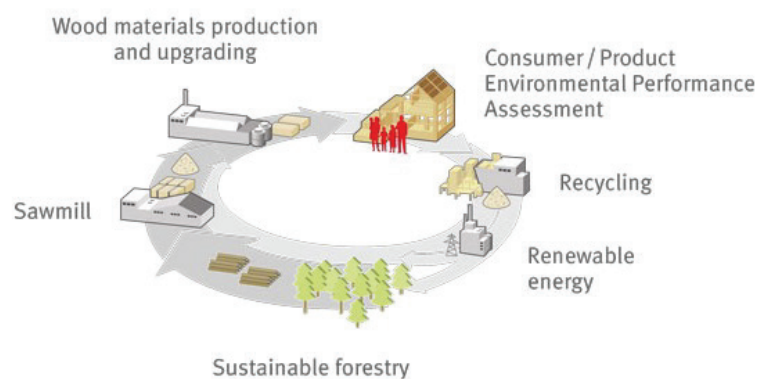 Wood materials production
and upgrading
Consumer / Product
Environmental Performance
Assessment
Recycling
Sawmill
Renewable
energy
Sustainable forestry